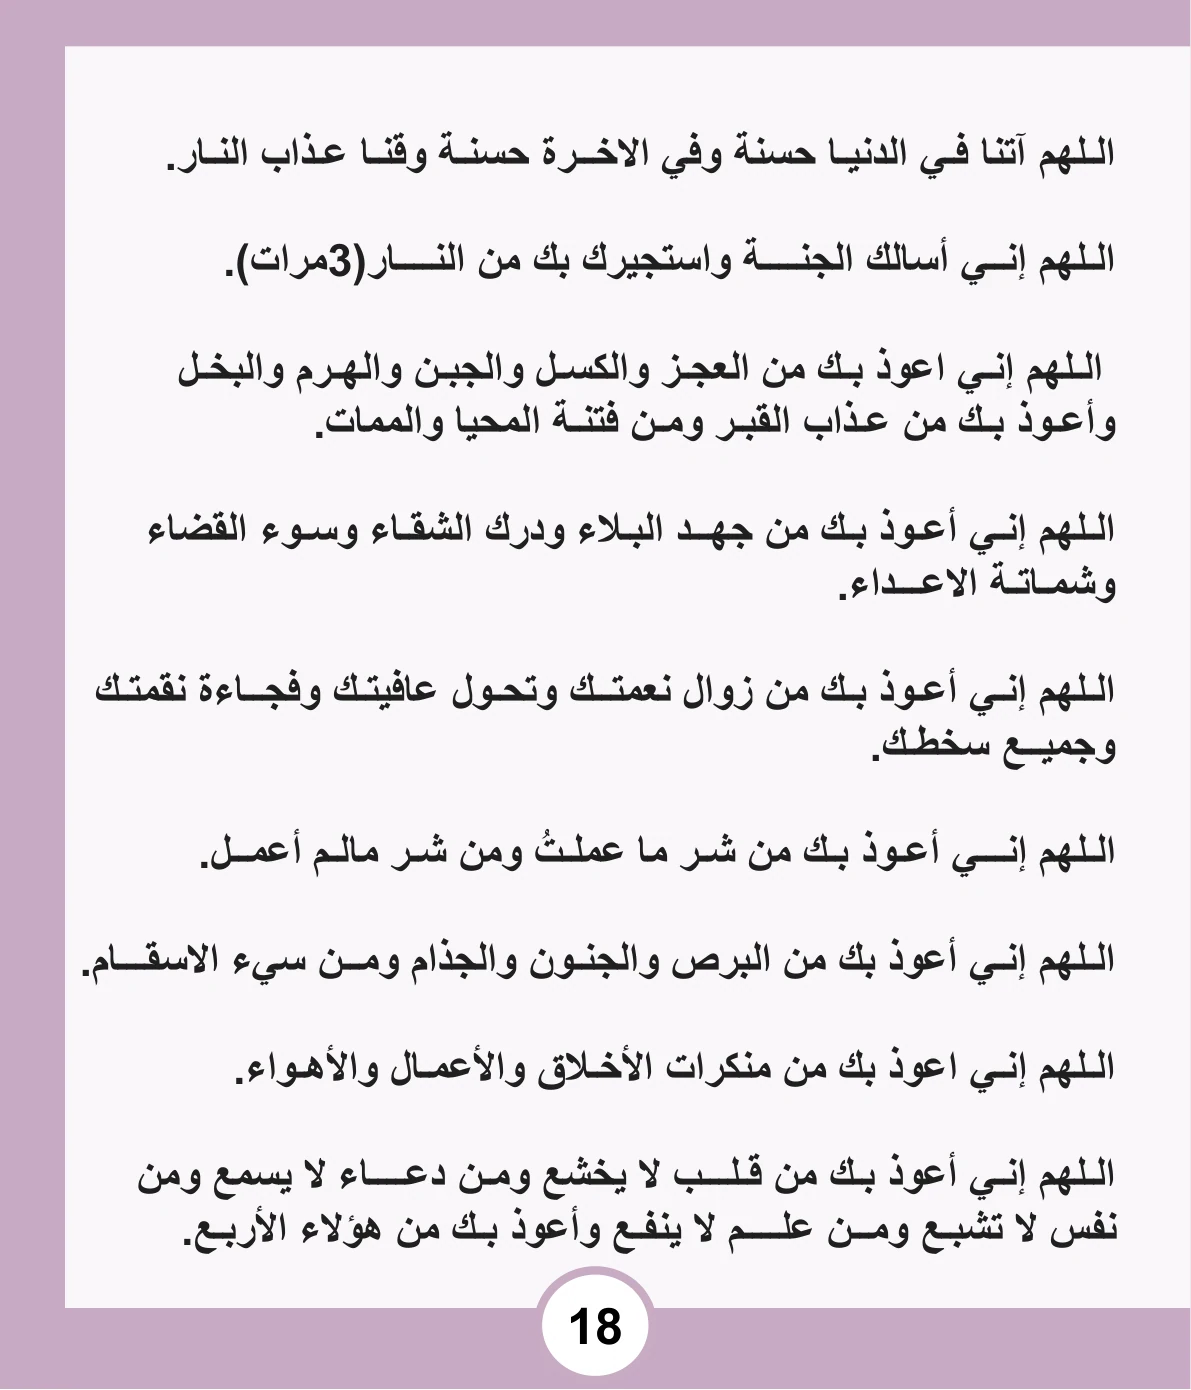 اللهم آتنا في الدنيا حسنة وفي الاخرة حسنة وقنا عذاب النار.
اللهم إني أسالك الجنة واستجيرك بك من النار(3مرات).
اللهم إني اعوذ بك من العجز والكسل والجبن والهرم والبخل
وأعوذ بك من عذاب القبر ومن فتنة المحيا والممات.
اللهم إني أعوذ بك من جهد البلاء ودرك الشقاء وسوء القضاء
وشماتة الاعداء.
اللهم إني أعوذ بك من زوال نعمتك وتحول عافيتك وفجاءة نقمتك
وجميع سخطك.
اللهم إني أعوذ بك من شر ما عملتُ ومن شر مالم أعمل.
اللهم إني أعوذ بك من البرص والجنون والجذام ومن سيء الاسقام.
اللهم إني اعوذ بك من منكرات الأخلاق والأعمال والأهواء.
اللهم إني أعوذ بك من قلب لا يخشع ومن دعاء لا يسمع ومن
نفس لا تشبع ومن علم لا ينفع وأعوذ بك من هؤلاء الأربع.
18